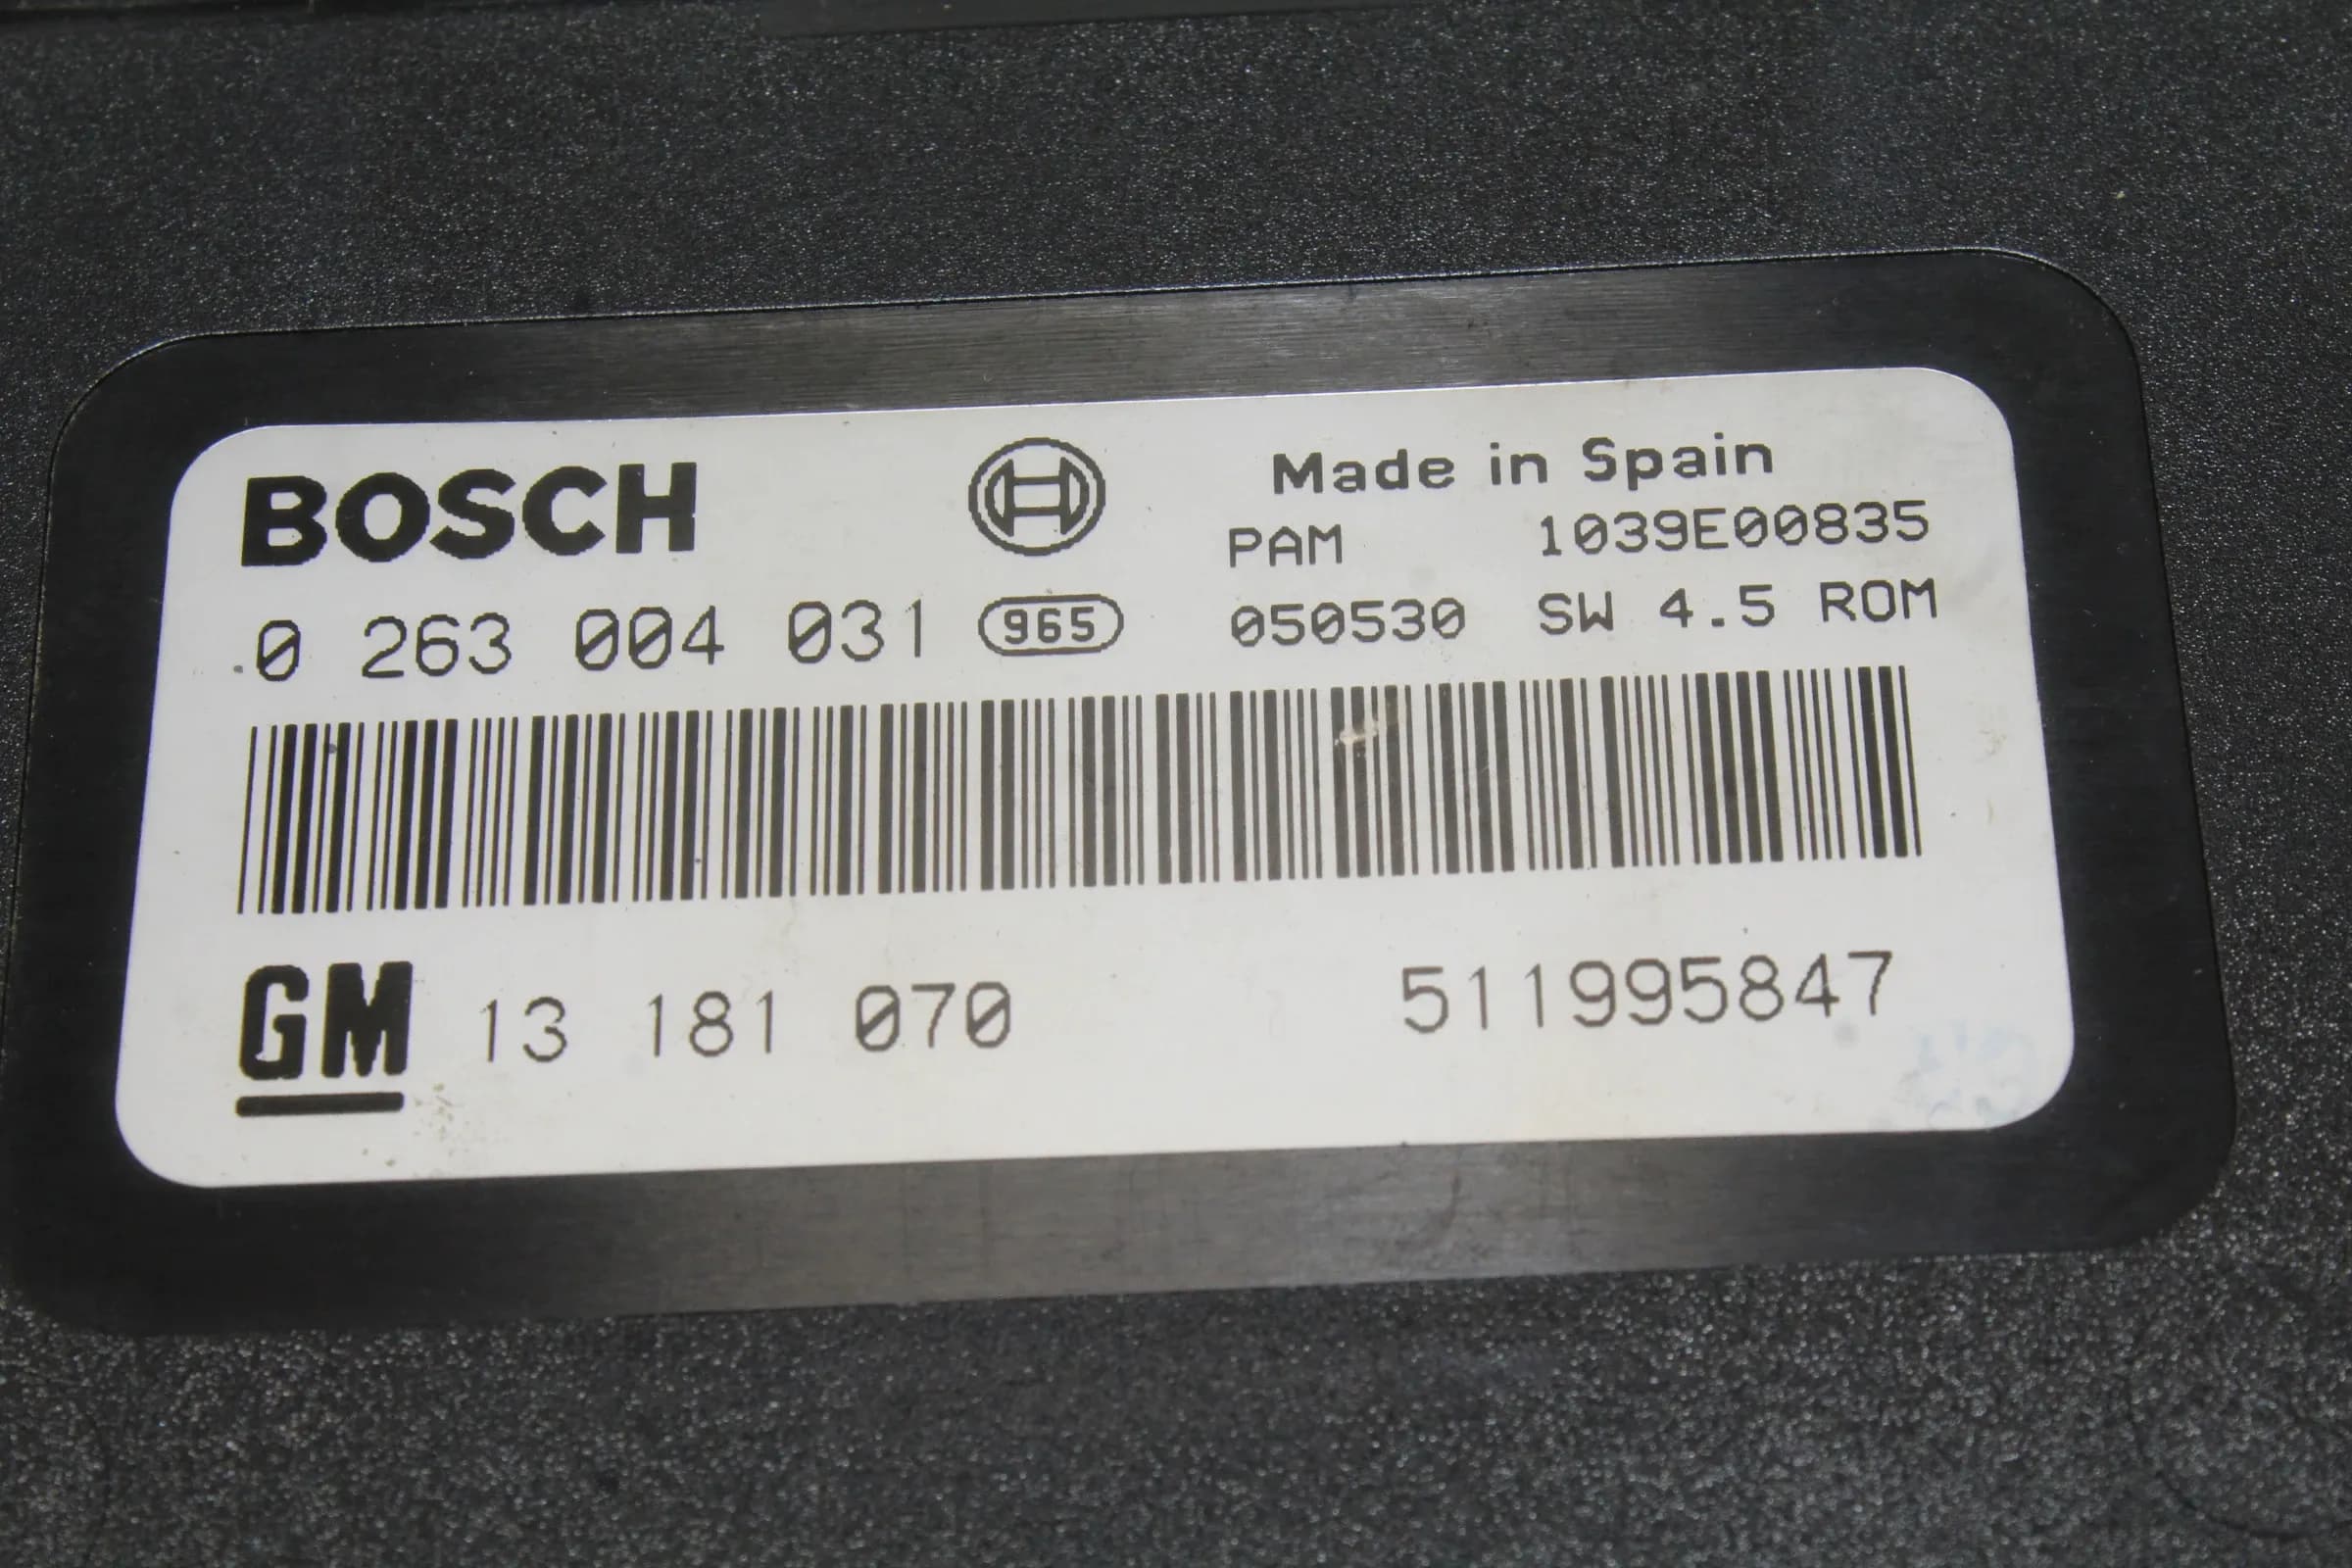 BOSCH
Made in Spain
PAM 1039E00835
0 263 004 031 965 050530 SW 4.5 ROM
GM 13 181 070 511995847